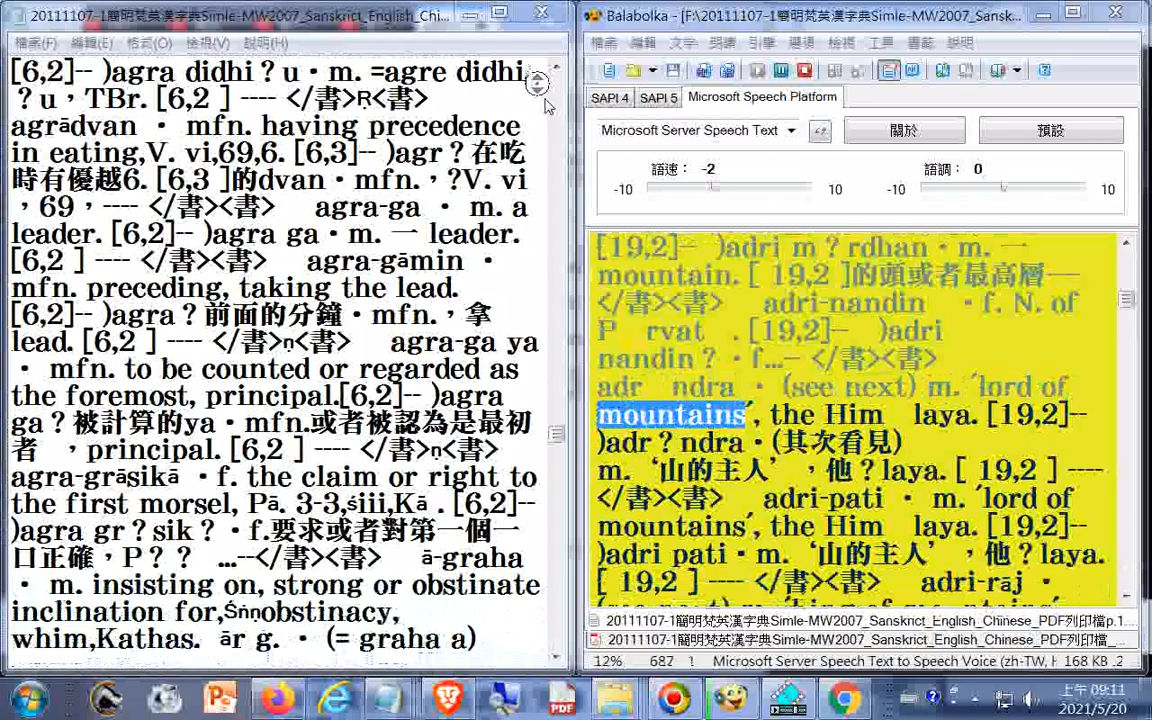 20111107-1簡明梵英漢字典Simle-MW2007_Sanskrict_English_Chi...
檔案(F) 編輯(E) 格式(O) 檢視(V) 說明(H)
[6,2]-- )agra didhi？u‧m. =agre didhi
？u，TBr. [6,2 ] ---- </書>Ṛ<書>
agrādvan ‧ mfn. having precedence
in eating,V. vi,69,6. [6,3]-- )agr？在吃
時有優越6. [6,3 ]的dvan‧mfn.，?V. vi
，69，---- </書><書> agra-ga ‧ m. a
leader. [6,2]-- )agra ga‧m. 一 leader.
[6,2 ] ---- </書><書> agra-gāmin ‧
mfn. preceding, taking the lead.
[6,2]-- )agra？前面的分鐘‧mfn.，拿
lead. [6,2 ] ---- </書>ṇ<書> agra-ga ya
‧ mfn. to be counted or regarded as
the foremost, principal.[6,2]-- )agra
ga？被計算的ya‧mfn.或者被認為是最初
者 ，principal. [6,2 ] ---- </書>ṇ<書>
agra-grāsikā ‧f. the claim or right to
the first morsel, Pā. 3-3,śiii,Kā . [6,2]--
)agra gr？sik？‧f.要求或者對第一個一
口正確，P？？ ...--</書><書> ā-graha
‧ m. insisting on, strong or obstinate
inclination for,Śṅṇobstinacy,
whim,Kathas. ār g. ‧ (= graha a)
Balabolka - [F:\20111107-1簡明梵英漢字典Simle-MW2007_Sansk...
檔案 編輯 文字 朗讀 引擎 選項 檢視 工具 書籤 說明
SAPI 4 SAPI 5 Microsoft Speech Platform
Microsoft Server Speech Text 關於 預設
語速： -2 語調： 0
-10 10 -10 10
[19,2]-- )adri m？rdhan‧m. 一
mountain. [ 19,2 ]的頭或者最高層—
</書><書> adri-nandin ‧f. N. of
P rvat . [19,2]-- )adri
nandin？‧f...– </書><書>
adr ndra ‧ (see next) m. ´lord of
mountains´, the Him laya. [19,2]--
)adr？ndra‧(其次看見)
m.‘山的主人’，他？laya. [ 19,2 ] ----
</書><書> adri-pati ‧ m. ´lord of
mountains´, the Him laya. [19,2]--
)adri pati‧m.‘山的主人’，他？laya.
[ 19,2 ] ---- </書><書> adri-rāj ‧
20111107-1簡明梵英漢字典Simle-MW2007_Sanskrict_English_Chinese_PDF列印檔p.1...
20111107-1簡明梵英漢字典Simle-MW2007_Sanskrict_English_Chinese_PDF列印檔_...
12% 687 ! Microsoft Server Speech Text to Speech Voice (zh-TW, H 168 KB .2
上午 09:11
2021/5/20